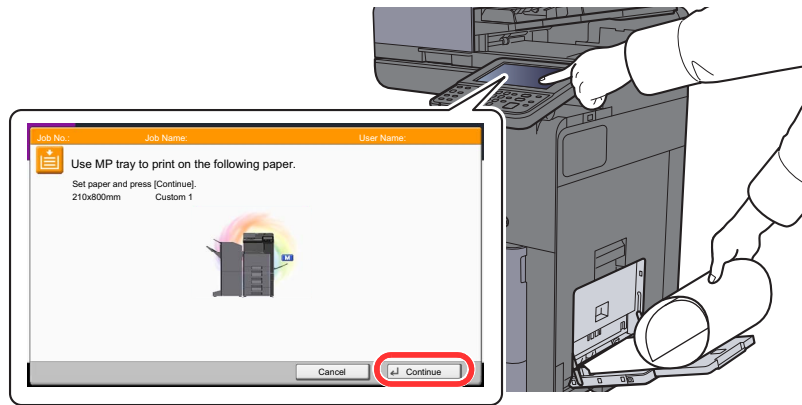 Job No.: Job Name: User Name:
Use MP tray to print on the following paper.
Set paper and press [Continue].
210x800mm Custom 1
M
Cancel Continue